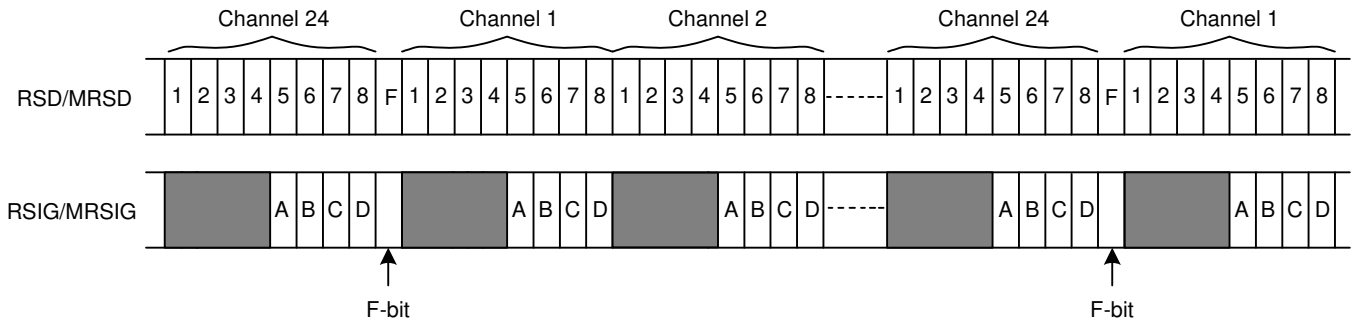 Channel 24 Channel 1 Channel 2 Channel 24 Channel 1
RSD/MRSD 1 2 3 4 5 6 7 8 F 1 2 3 4 5 6 7 8 1 2 3 4 5 6 7 8 1 2 3 4 5 6 7 8 F 1 2 3 4 5 6 7 8
RSIG/MRSIG A B C D A B C D A B C D A B C D A B C D
F-bit F-bit